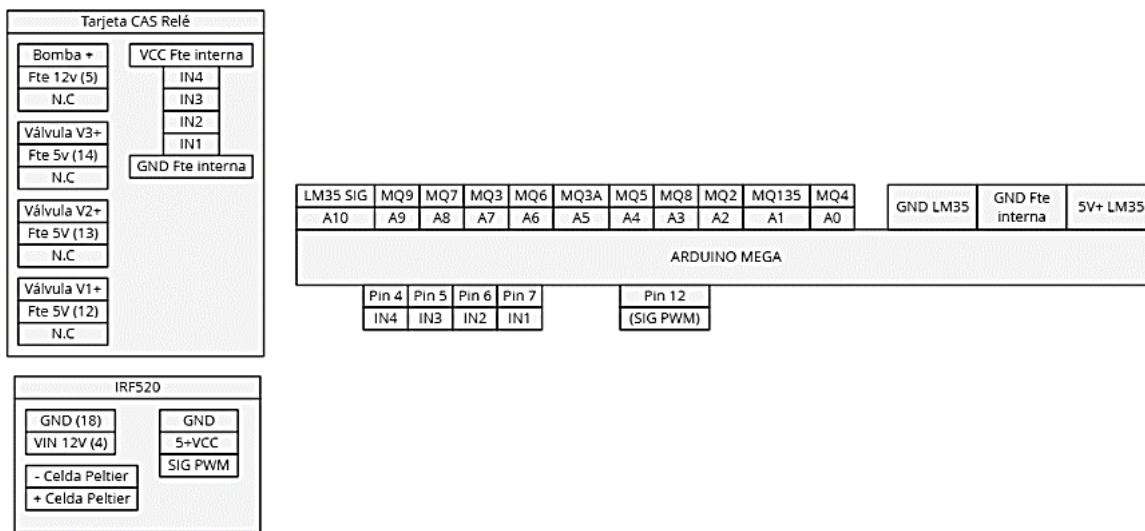 Tarjeta CAS Relé
Bomba +
Fte 12v (5)
N.C
Válvula V3+
Fte 5v (14)
N.C
Válvula V2+
Fte 5V (13)
N.C
Válvula V1+
Fte 5V (12)
N.C
VCC Fte interna
IN4
IN3
IN2
IN1
GND Fte interna
IRF520
GND (18)
VIN 12V (4)
- Celda Peltier
+ Celda Peltier
GND
5+VCC
SIG PWM
LM35 SIG MQ9 MQ7 MQ3 MQ6 MQ3A MQ5 MQ8 MQ2 MQ135 MQ4
A10 A9 A8 A7 A6 A5 A4 A3 A2 A1 A0
GND LM35
GND Fte
interna
5V+ LM35
ARDUINO MEGA
Pin 4 Pin 5 Pin 6 Pin 7 Pin 12
IN4 IN3 IN2 IN1 (SIG PWM)